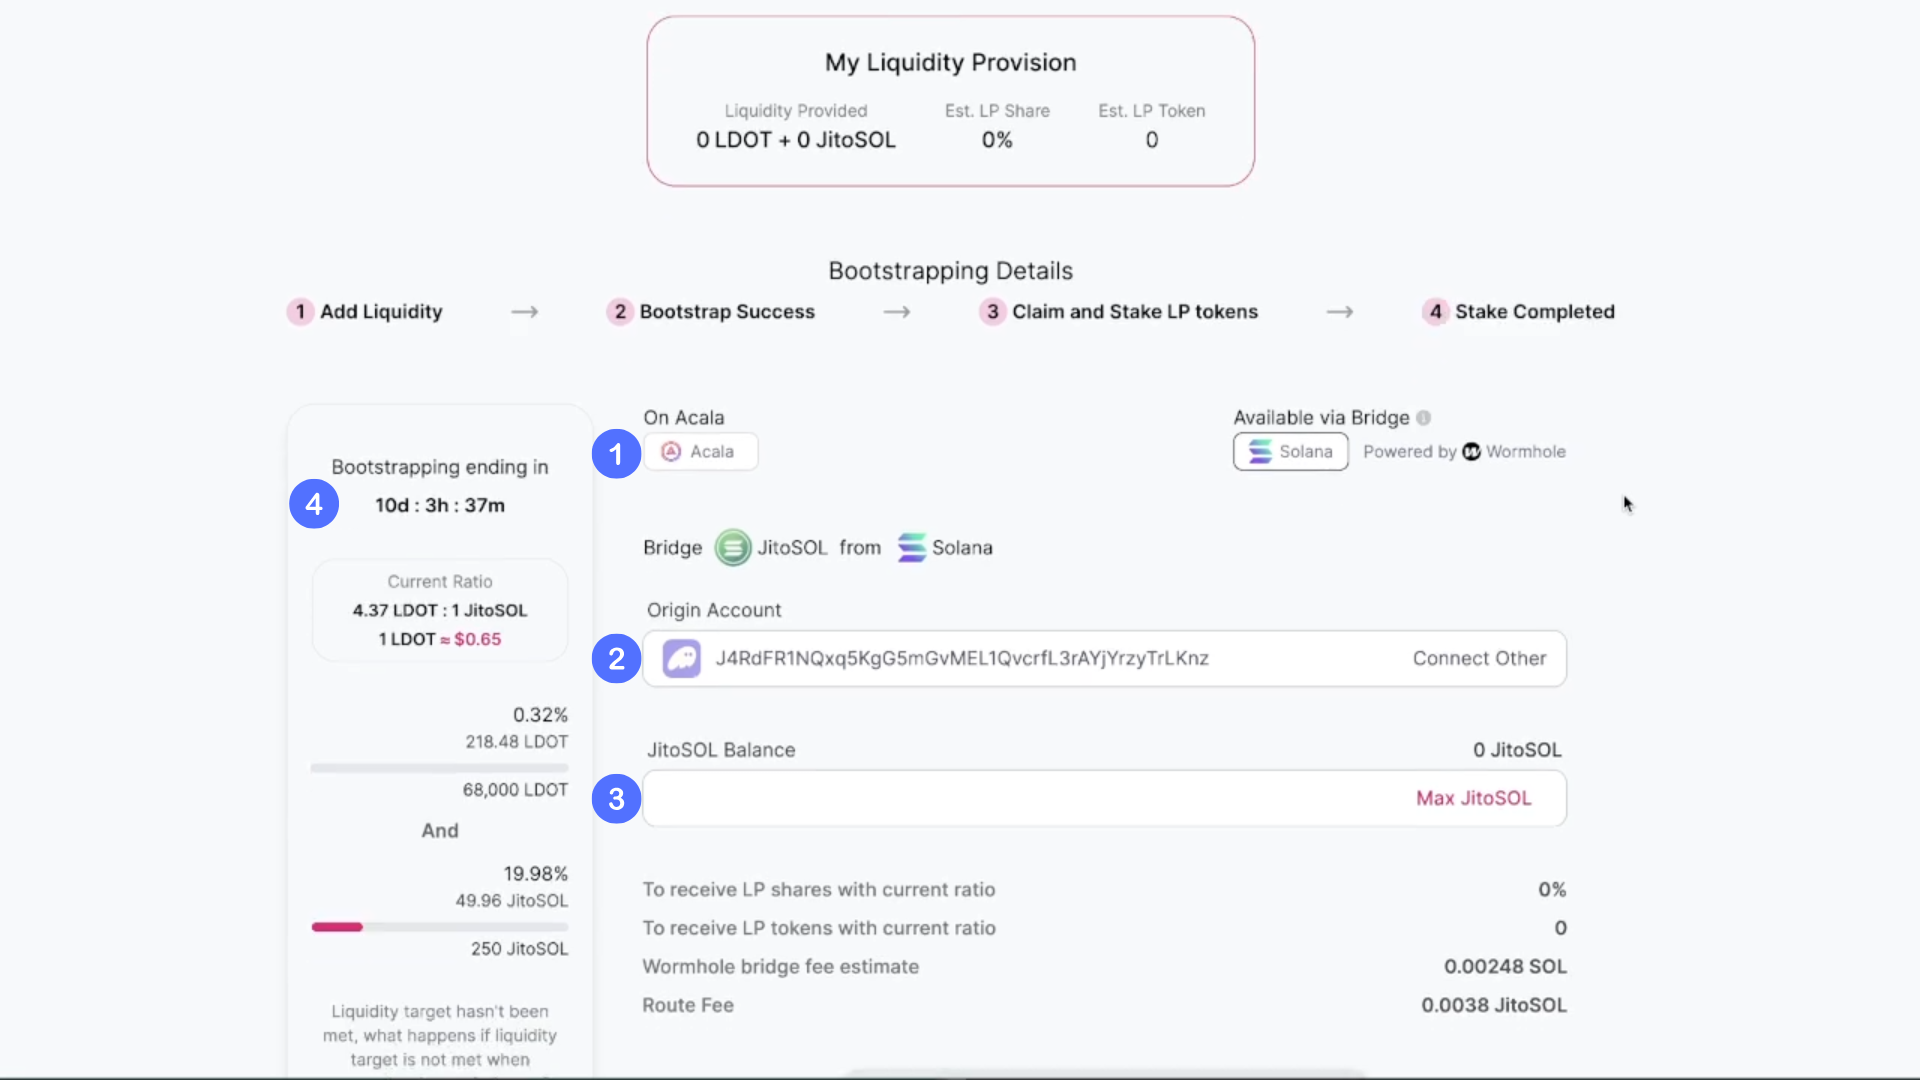 My Liquidity Provision
Liquidity Provided Est. LP Share Est. LP Token
0 LDOT + 0 JitoSOL 0% 0
Bootstrapping Details
1 Add Liquidity → 2 Bootstrap Success → 3 Claim and Stake LP tokens → 4 Stake Completed
Bootstrapping ending in
4 10d : 3h : 37m
Current Ratio
4.37 LDOT : 1 JitoSOL
1 LDOT ≈ $0.65
0.32%
218.48 LDOT
68,000 LDOT
And
19.98%
49.96 JitoSOL
250 JitoSOL
Liquidity target hasn't been
met, what happens if liquidity
target is not met when
On Acala Available via Bridge
1 Acala Solana Powered by Wormhole
Bridge JitoSOL from Solana
Origin Account
2 J4RdFR1NQxq5KgG5mGvMEL1QvcrfL3rAYjYrzyTrLKnz Connect Other
JitoSOL Balance 0 JitoSOL
3 Max JitoSOL
To receive LP shares with current ratio 0%
To receive LP tokens with current ratio 0
Wormhole bridge fee estimate 0.00248 SOL
Route Fee 0.0038 JitoSOL